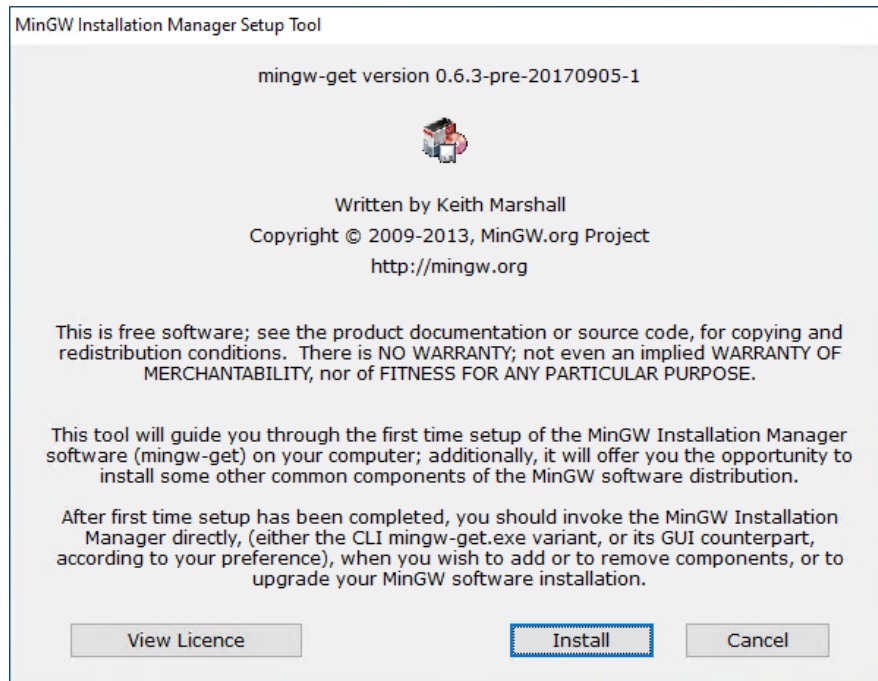 MinGW Installation Manager Setup Tool
mingw-get version 0.6.3-pre-20170905-1
Written by Keith Marshall
Copyright © 2009-2013, MinGW.org Project
http://mingw.org
This is free software; see the product documentation or source code, for copying and
redistribution conditions.  There is NO WARRANTY; not even an implied WARRANTY OF
MERCHANTABILITY, nor of FITNESS FOR ANY PARTICULAR PURPOSE.
This tool will guide you through the first time setup of the MinGW Installation Manager
software (mingw-get) on your computer; additionally, it will offer you the opportunity to
install some other common components of the MinGW software distribution.
After first time setup has been completed, you should invoke the MinGW Installation
Manager directly, (either the CLI mingw-get.exe variant, or its GUI counterpart,
according to your preference), when you wish to add or to remove components, or to
upgrade your MinGW software installation.
View Licence Install Cancel